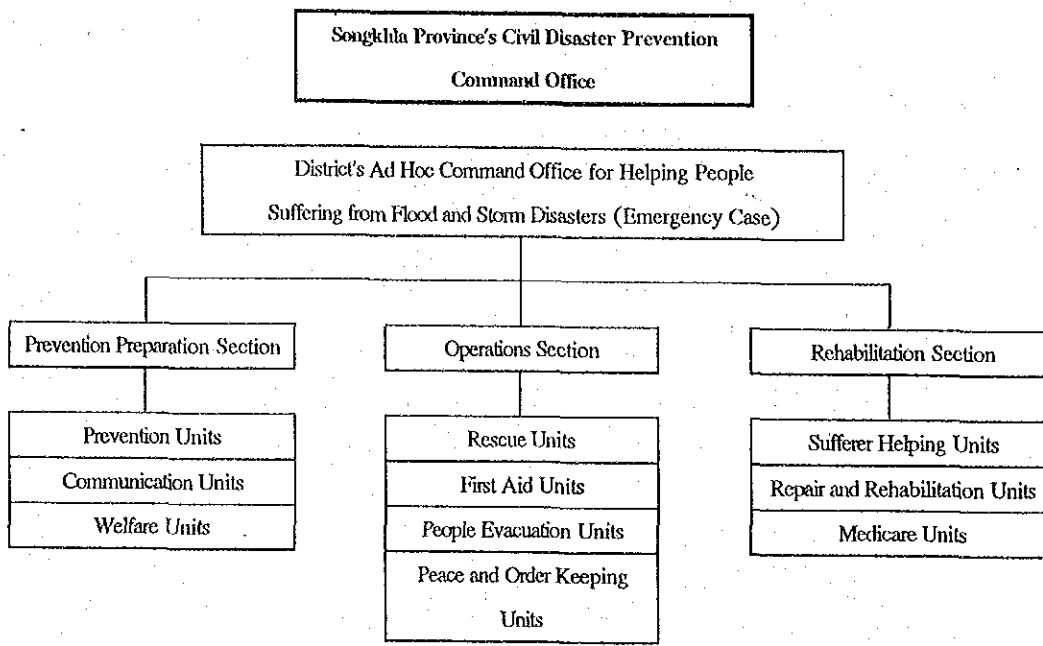 Songkhla Province's Civil Disaster Prevention
Command Office
District's Ad Hoc Command Office for Helping People
Suffering from Flood and Storm Disasters (Emergency Case)
Prevention Preparation Section
Operations Section
Rehabilitation Section
Prevention Units
Communication Units
Welfare Units
Rescue Units
First Aid Units
People Evacuation Units
Peace and Order Keeping
Units
Sufferer Helping Units
Repair and Rehabilitation Units
Medicare Units